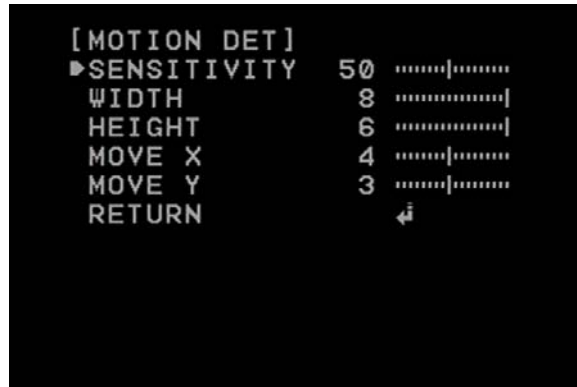 [MOTION DET]
SENSITIVITY 50
WIDTH 8
HEIGHT 6
MOVE X 4
MOVE Y 3
RETURN